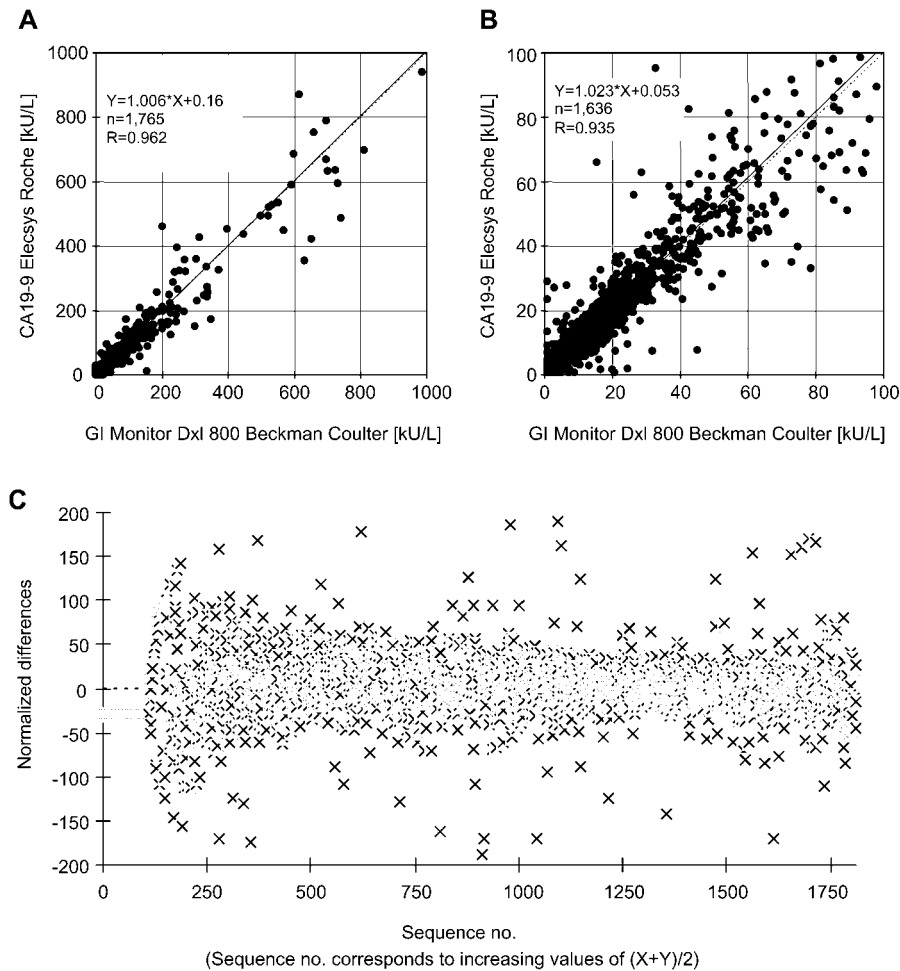 A
1000
800
600
400
200
0
CA19-9 Elecsys Roche [kU/L]
Y=1.006*X+0.16
n=1,765
R=0.962
0 200 400 600 800 1000
GI Monitor DxI 800 Beckman Coulter [kU/L]
B
100
80
60
40
20
0
CA19-9 Elecsys Roche [kU/L]
Y=1.023*X+0.053
n=1,636
R=0.935
0 20 40 60 80 100
GI Monitor DxI 800 Beckman Coulter [kU/L]
C
200
150
100
50
0
-50
-100
-150
-200
Normalized differences
0 250 500 750 1000 1250 1500 1750
Sequence no.
(Sequence no. corresponds to increasing values of (X+Y)/2)